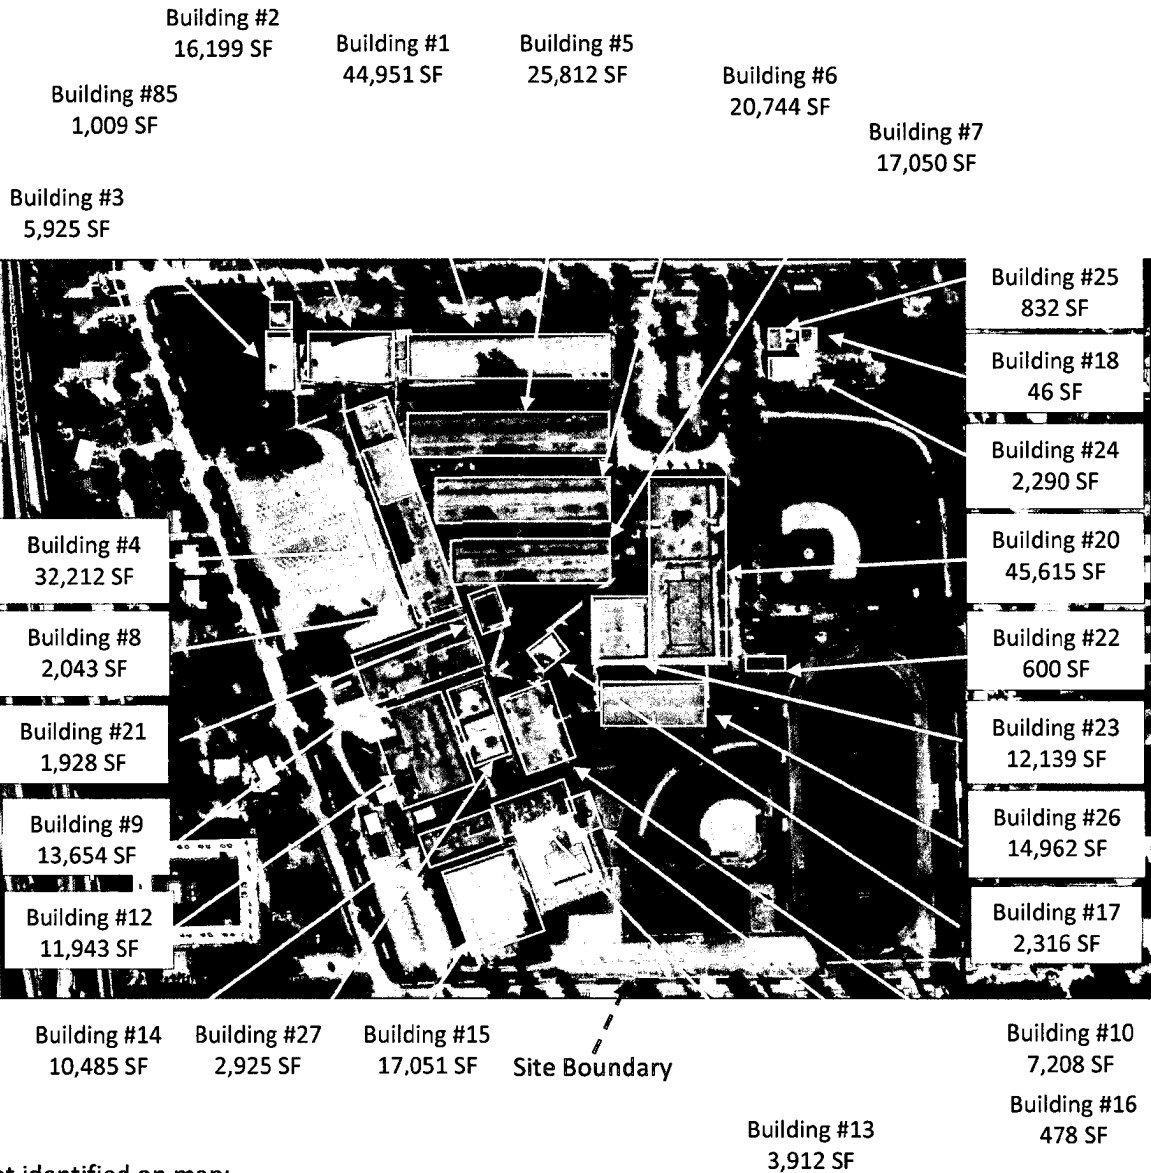 Building #2
16,199 SF
Building #1
44,951 SF
Building #5
25,812 SF
Building #6
20,744 SF
Building #85
1,009 SF
Building #7
17,050 SF
Building #3
5,925 SF
Building #25
832 SF
Building #18
46 SF
Building #24
2,290 SF
Building #4
32,212 SF
Building #20
45,615 SF
Building #8
2,043 SF
Building #22
600 SF
Building #21
1,928 SF
Building #23
12,139 SF
Building #9
13,654 SF
Building #26
14,962 SF
Building #12
11,943 SF
Building #17
2,316 SF
Building #14
10,485 SF
Building #27
2,925 SF
Building #15
17,051 SF
Site Boundary
Building #10
7,208 SF
Building #16
478 SF
Building #13
3,912 SF
identified on map: